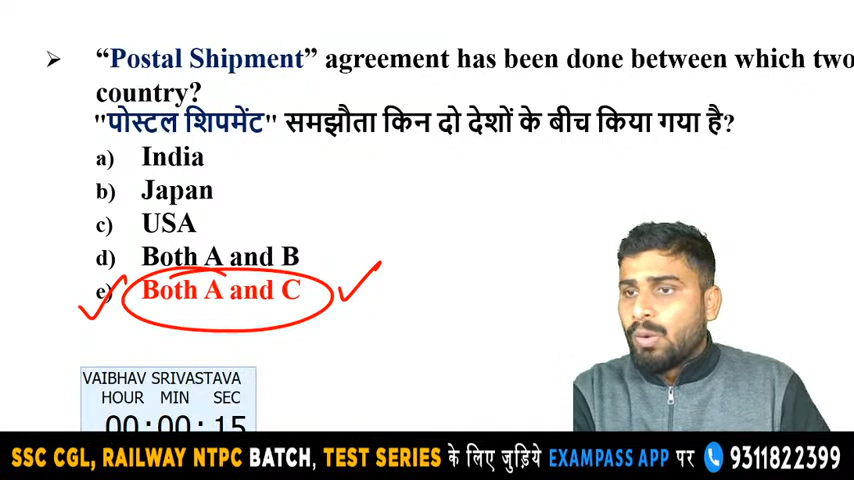 ➢ “Postal Shipment” agreement has been done between which two
country?
"पोस्टल शिपमेंट" समझौता किन दो देशों के बीच किया गया है?
a) India
b) Japan
c) USA
d) Both A and B
e) Both A and C
VAIBHAV SRIVASTAVA
HOUR MIN SEC
00:00:15
SSC CGL, RAILWAY NTPC BATCH, TEST SERIES के लिए जुड़िये EXAMPASS APP पर 9311822399